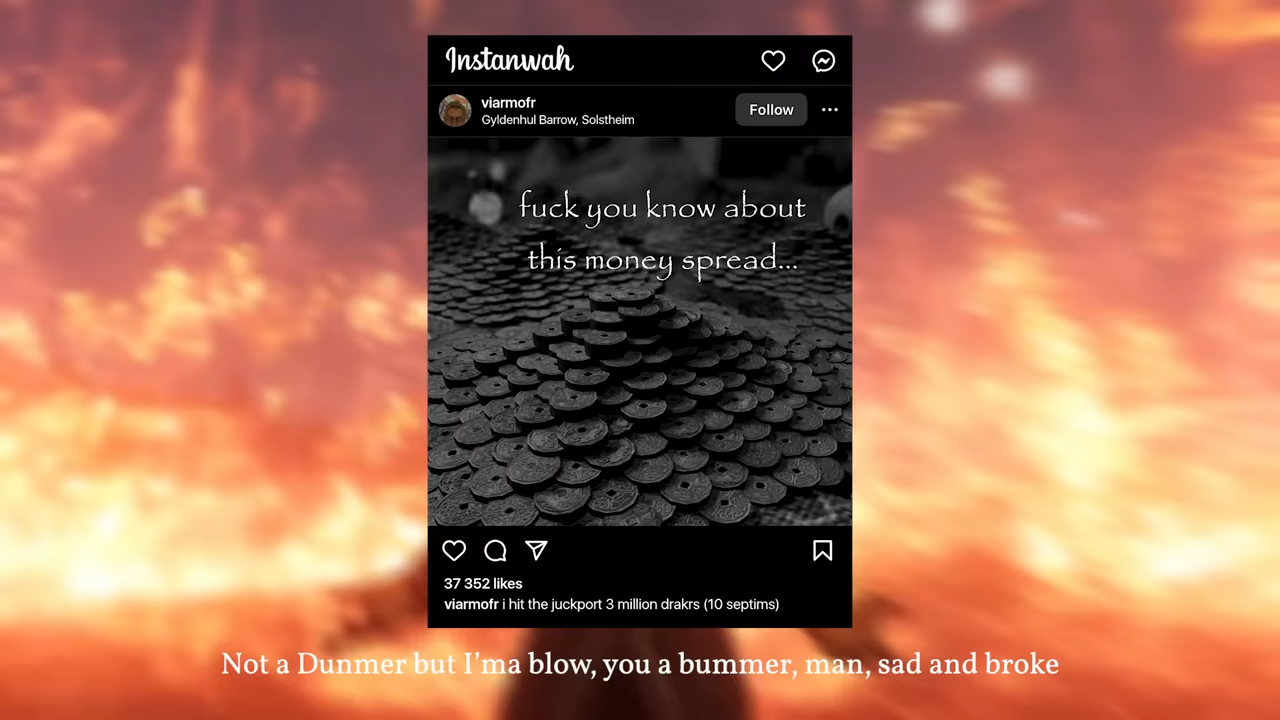 Instanwah
viarmofr
Gyldenhul Barrow, Solstheim
Follow
fuck you know about
this money spread...
37 352 likes
viarmofr i hit the juckport 3 million drakrs (10 septims)
Not a Dunmer but I’ma blow, you a bummer, man, sad and broke